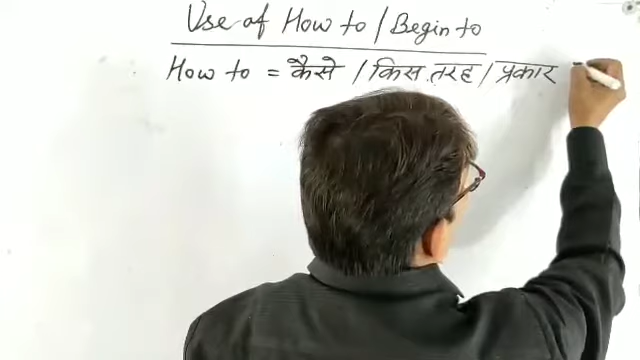 Use of How to / Begin to
How to = कैसे / किस तरह / प्रकार